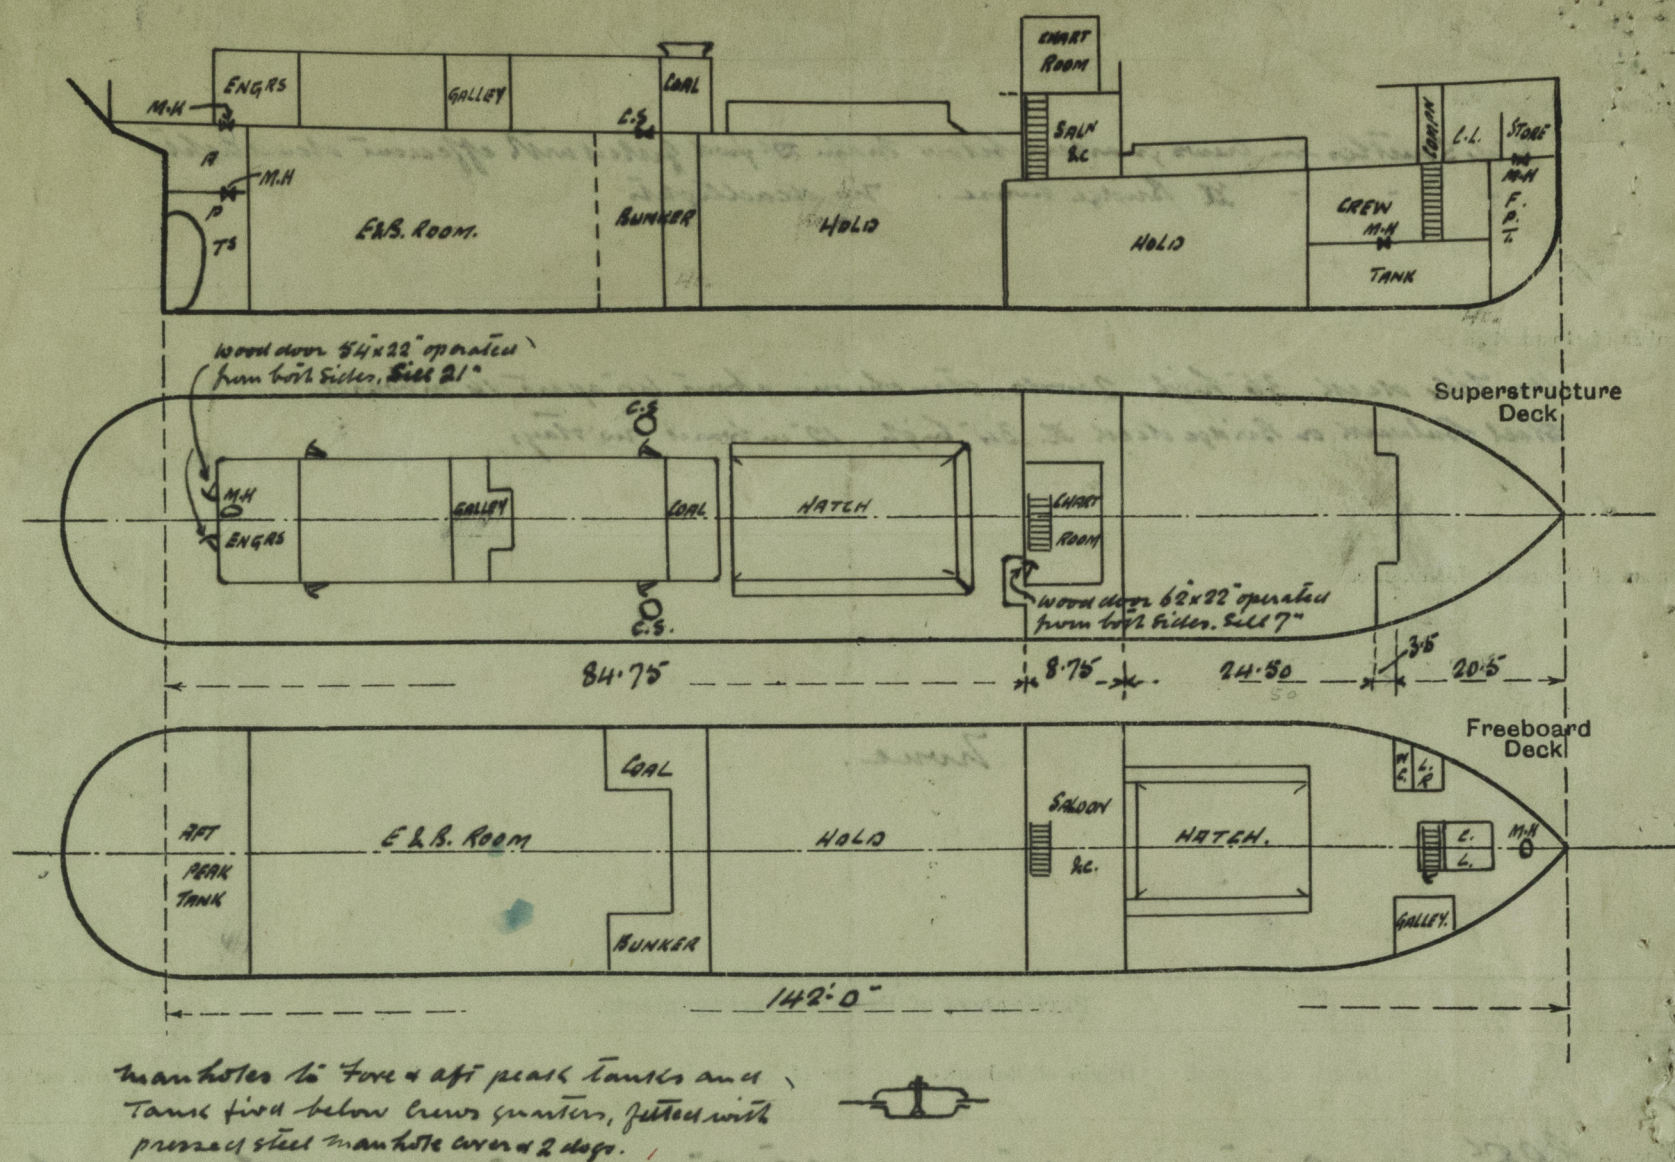 CHART
ROOM
ENGRS
GALLEY
COAL
M.H
C.S
SALN
&C
COMPN
L.L.
STORE
M.H
A
P
TS
M.H
E&B. ROOM.
BUNKER
HOLD
HOLD
CREW
M.H
TANK
F.
P.
T.
wood door 54"x22" operated
from both sides. Sill 21"
Superstructure
Deck
C.S
M.H
ENGRS
GALLEY
COAL
HATCH
CHART
ROOM
C.S.
wood door 62"x22" operated
from both sides. Sill 7"
84.75
8.75
24.50
50
3.5
20.5
Freeboard
Deck
None.
COAL
W
C.
L.
R
AFT
PEAK
TANK
E & B. ROOM
HOLD
SALOON
&C.
HATCH.
C.
L.
M.H
GALLEY.
BUNKER
142'-0"
Manholes to Fore & aft peak tanks and
Tank fwd below Crews quarters, fitted with
pressed steel manhole covers & 2 dogs.